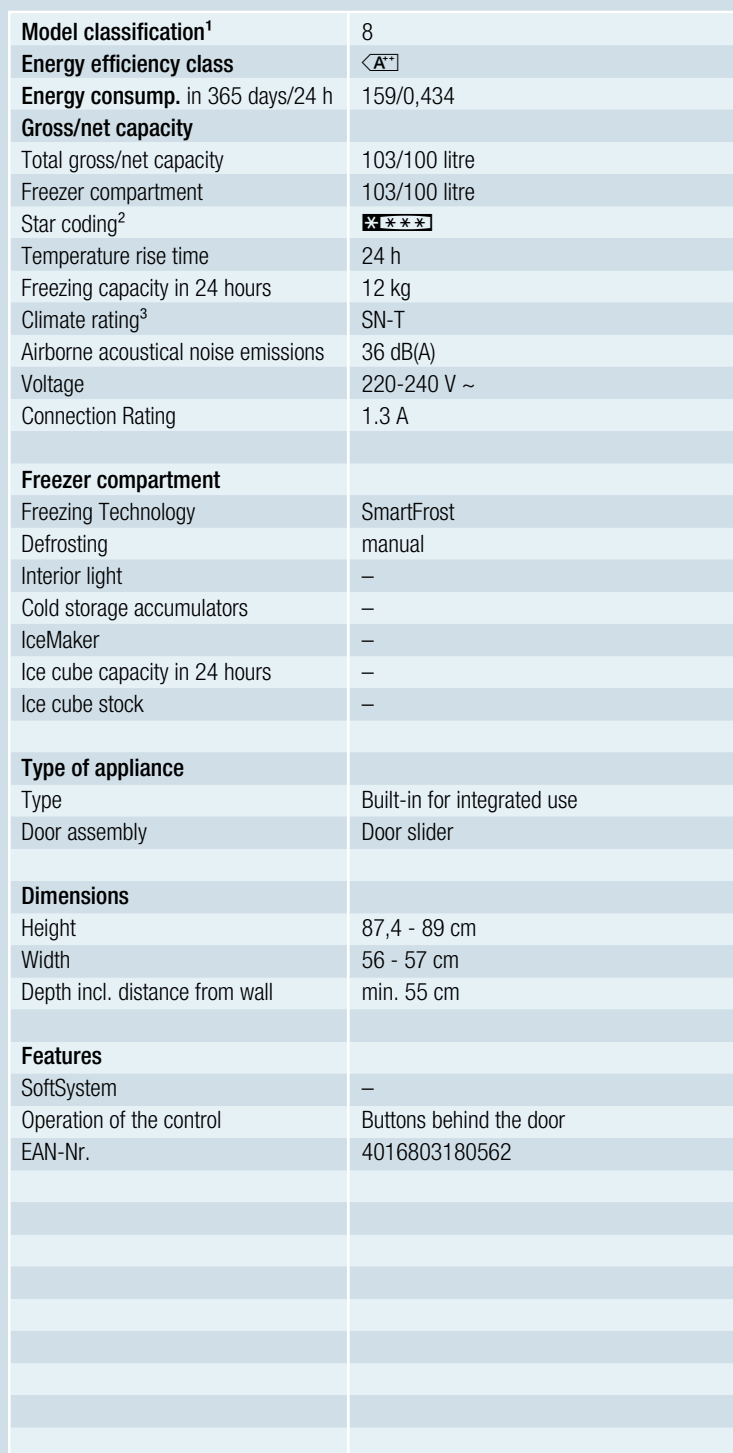 Model classification¹ 8
Energy efficiency class A⁺⁺
Energy consump. in 365 days/24 h 159/0,434
Gross/net capacity
Total gross/net capacity 103/100 litre
Freezer compartment 103/100 litre
Star coding²
Temperature rise time 24 h
Freezing capacity in 24 hours 12 kg
Climate rating³ SN-T
Airborne acoustical noise emissions 36 dB(A)
Voltage 220-240 V ~
Connection Rating 1.3 A
Freezer compartment
Freezing Technology SmartFrost
Defrosting manual
Interior light –
Cold storage accumulators –
IceMaker –
Ice cube capacity in 24 hours –
Ice cube stock –
Type of appliance
Type Built-in for integrated use
Door assembly Door slider
Dimensions
Height 87,4 - 89 cm
Width 56 - 57 cm
Depth incl. distance from wall min. 55 cm
Features
SoftSystem –
Operation of the control Buttons behind the door
EAN-Nr. 4016803180562